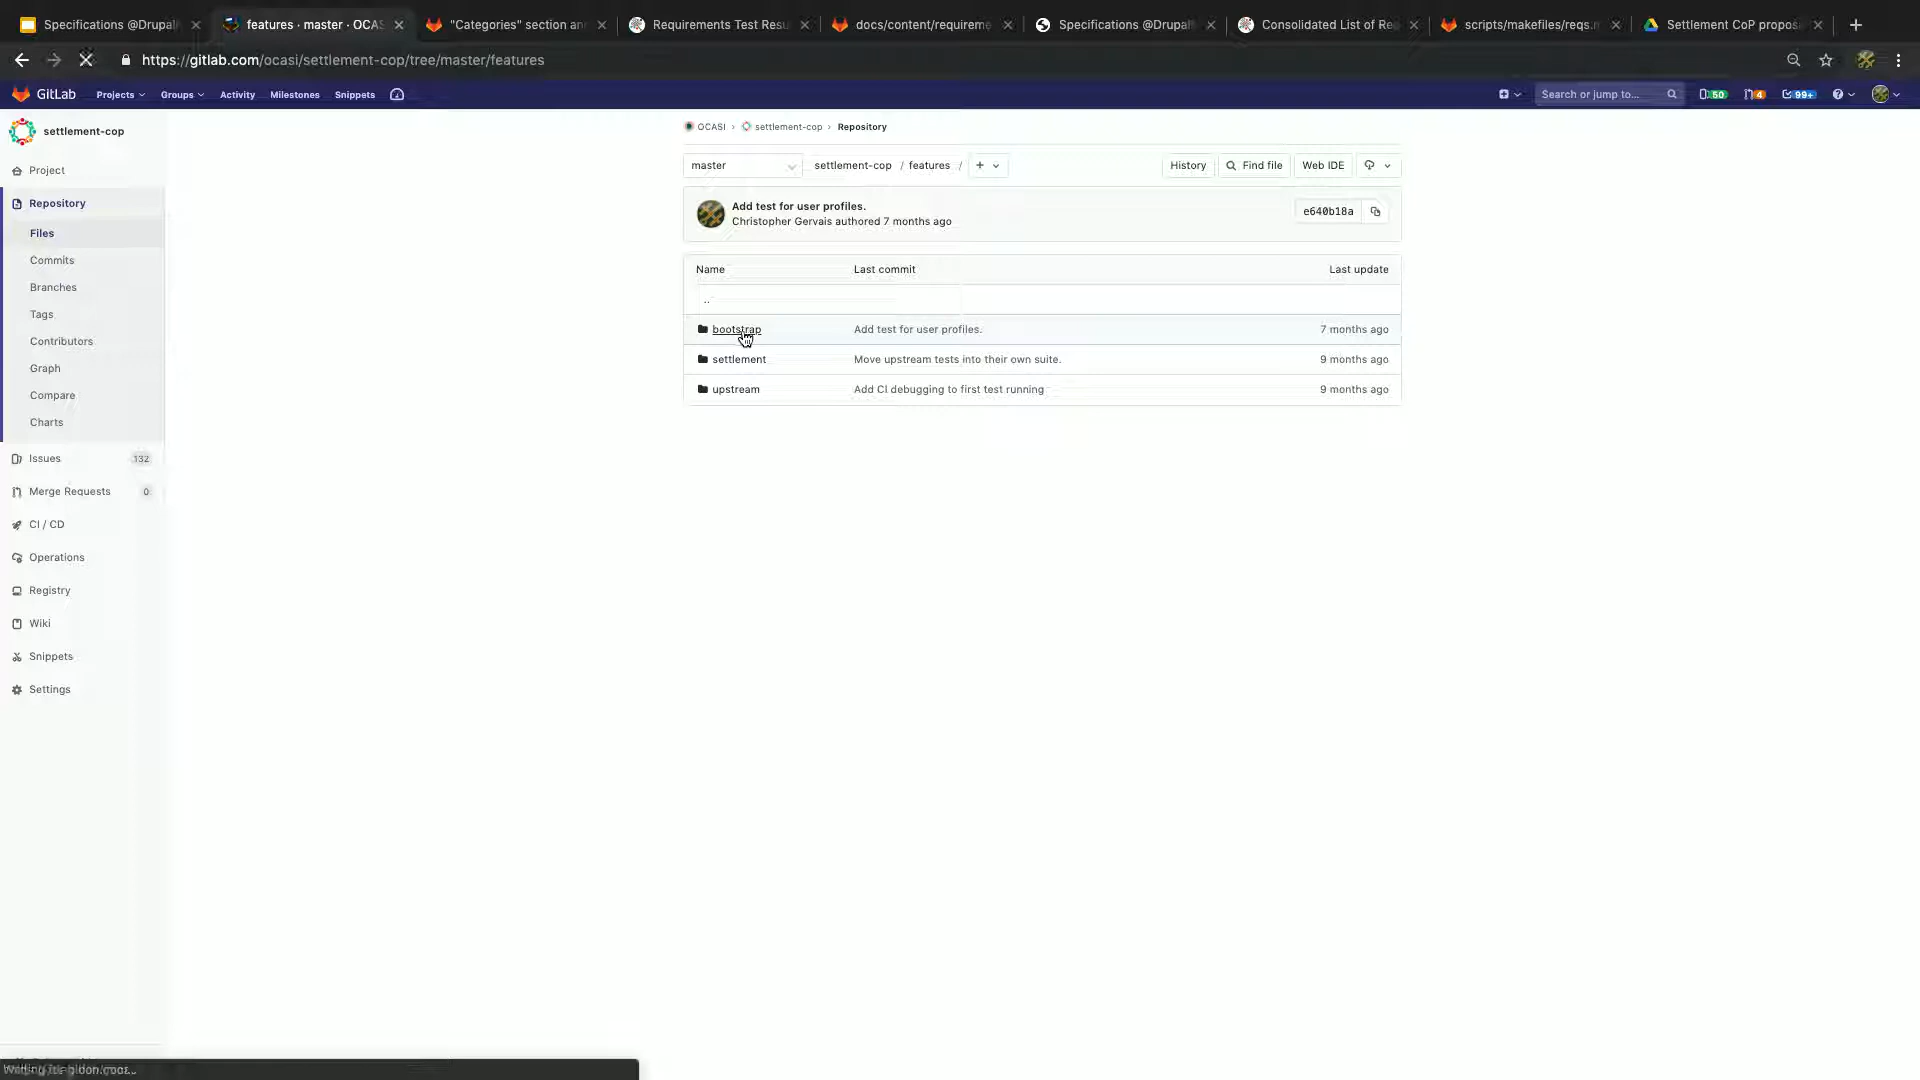 Specifications @Drupal
features · master · OCAS
"Categories" section an
Requirements Test Resu
docs/content/requireme
Specifications @Drupal
Consolidated List of Re
scripts/makefiles/reqs.m
Settlement CoP propos
https://gitlab.com/ocasi/settlement-cop/tree/master/features
GitLab Projects Groups Activity Milestones Snippets
Search or jump to... 50 4 99+
settlement-cop
Project
Repository
Files
Commits
Branches
Tags
Contributors
Graph
Compare
Charts
Issues 132
Merge Requests 0
CI / CD
Operations
Registry
Wiki
Snippets
Settings
OCASI › settlement-cop › Repository
master settlement-cop / features / + History Find file Web IDE
Add test for user profiles.
Christopher Gervais authored 7 months ago
e640b18a
Name Last commit Last update
..
bootstrap Add test for user profiles. 7 months ago
settlement Move upstream tests into their own suite. 9 months ago
upstream Add CI debugging to first test running 9 months ago